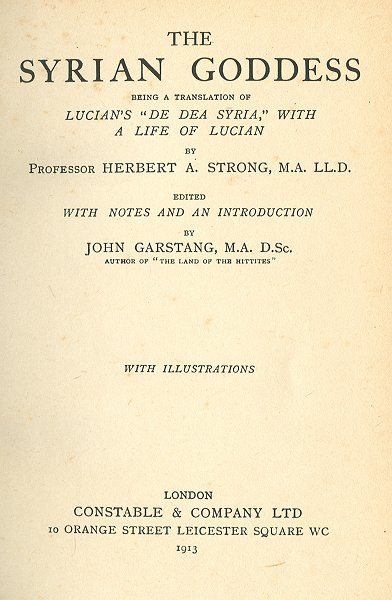 THE
SYRIAN GODDESS
BEING A TRANSLATION OF
LUCIAN'S "DE DEA SYRIA," WITH
A LIFE OF LUCIAN
BY
PROFESSOR HERBERT A. STRONG, M.A. LL.D.
EDITED
WITH NOTES AND AN INTRODUCTION
BY
JOHN GARSTANG, M.A. D.Sc.
AUTHOR OF "THE LAND OF THE HITTITES"
WITH ILLUSTRATIONS
LONDON
CONSTABLE & COMPANY LTD
10 ORANGE STREET LEICESTER SQUARE WC
1913